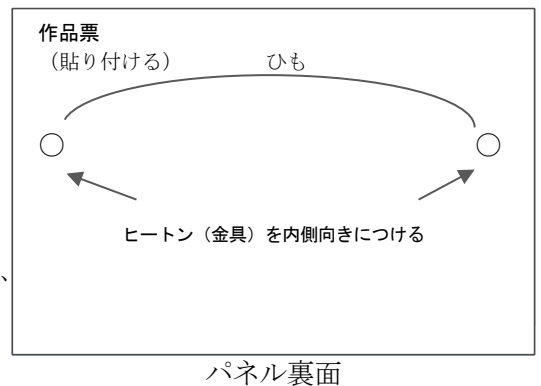 作品票
（貼り付ける）
ひも
ヒートン（金具）を内側向きにつける
、
パネル裏面